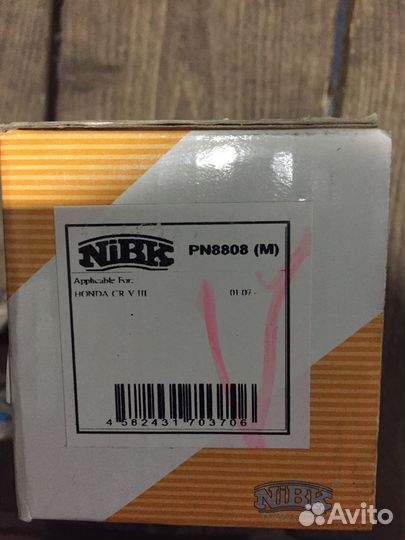 NiBK PN8808 (M)
Applicable For:
HONDA CR-V III 01.07-
4 582431 703706
NiBK
Avito